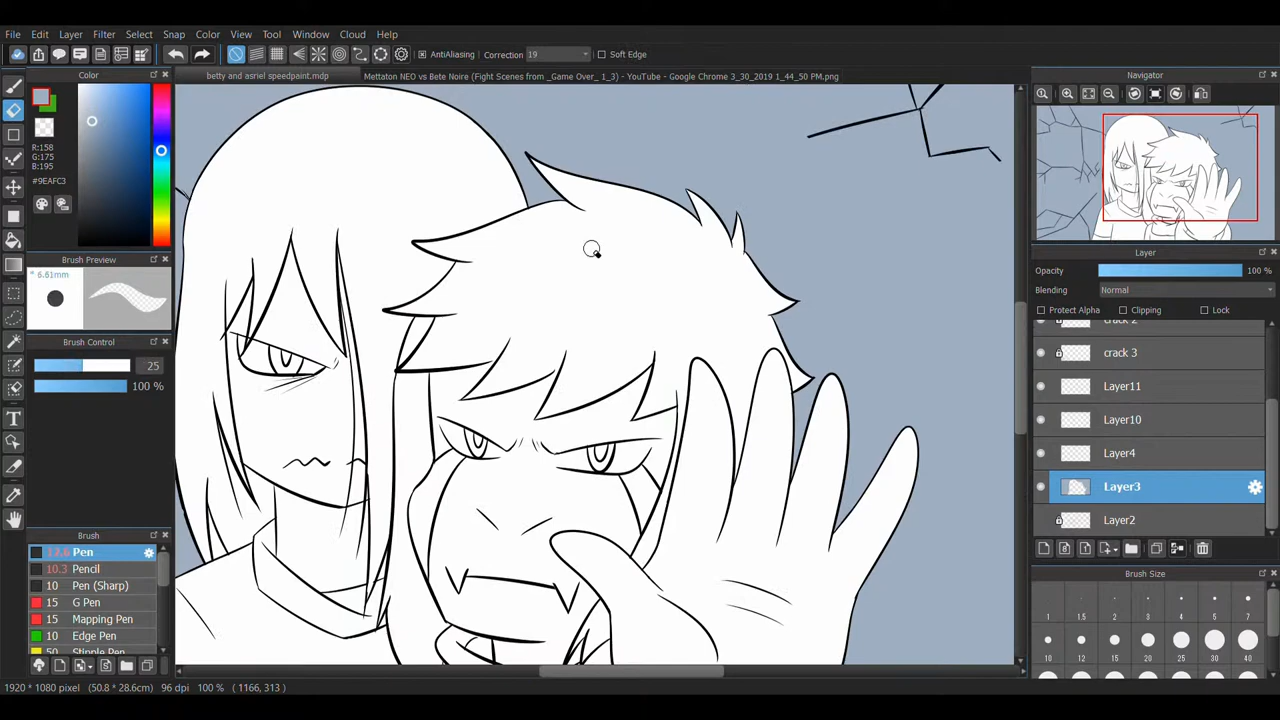 File Edit Layer Filter Select Snap Color View Tool Window Cloud Help
AntiAliasing Correction 19 Soft Edge
Color
betty and asriel speedpaint.mdp
Mettaton NEO vs Bete Noire (Fight Scenes from _Game Over_ 1_3) - YouTube - Google Chrome 3_30_2019 1_44_50 PM.png
Navigator
R:158
G:175
B:195
#9EAFC3
Brush Preview
* 6.61mm
Brush Control
25
100 %
Brush
13.6 Pen
10.3 Pencil
10 Pen (Sharp)
15 G Pen
15 Mapping Pen
10 Edge Pen
50 Stipple Pen
Layer
Opacity 100 %
Blending Normal
Protect Alpha Clipping Lock
crack 2
crack 3
Layer11
Layer10
Layer4
Layer3
Layer2
Brush Size
1 1.5 2 3 4 5 7
10 12 15 20 25 30 40
1920 * 1080 pixel (50.8 * 28.6cm) 96 dpi 100 % ( 1166, 313 )